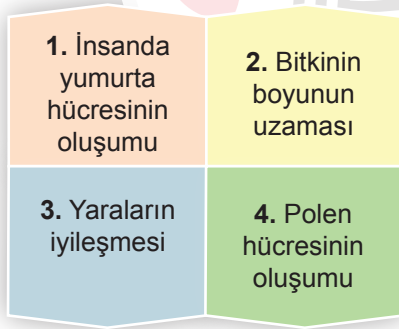 1. İnsanda
yumurta
hücresinin
oluşumu
2. Bitkinin
boyunun
uzaması
3. Yaraların
iyileşmesi
4. Polen
hücresinin
oluşumu